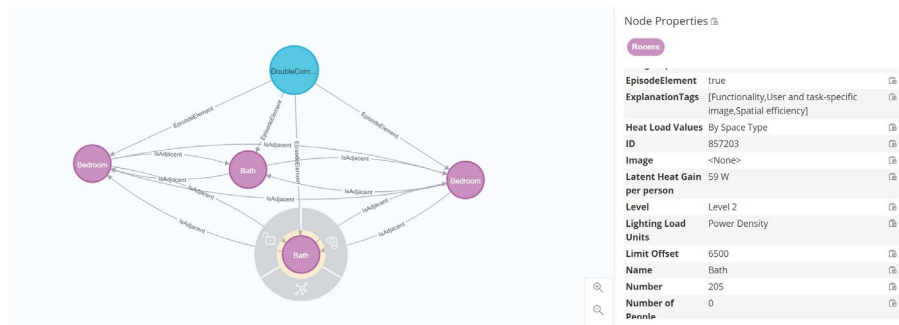 DoubleCom...
EpisodeElement
EpisodeElement
EpisodeElement
EpisodeElement
IsAdjacent
IsAdjacent
IsAdjacent
Bedroom
Bath
Bedroom
IsAdjacent
IsAdjacent
IsAdjacent
IsAdjacent
IsAdjacent
IsAdjacent
Bath
Node Properties
Rooms
EpisodeElement true
ExplanationTags [Functionality,User and task-specific
image,Spatial efficiency]
Heat Load Values By Space Type
ID 857203
Image <None>
Latent Heat Gain 59 W
per person
Level Level 2
Lighting Load Power Density
Units
Limit Offset 6500
Name Bath
Number 205
Number of 0
People